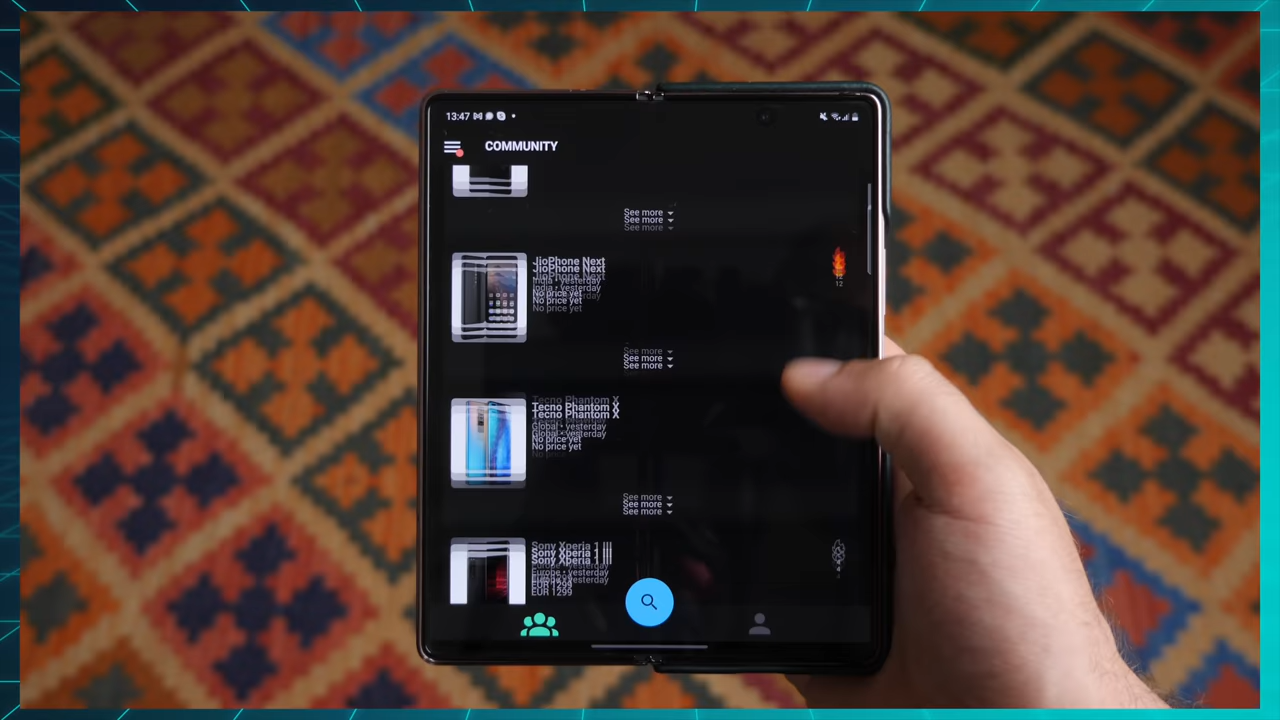 13:47
COMMUNITY
See more
JioPhone Next
India • yesterday
No price yet
12
See more
Tecno Phantom X
Global • yesterday
No price yet
See more
Sony Xperia 1 III
Europe • yesterday
EUR 1299